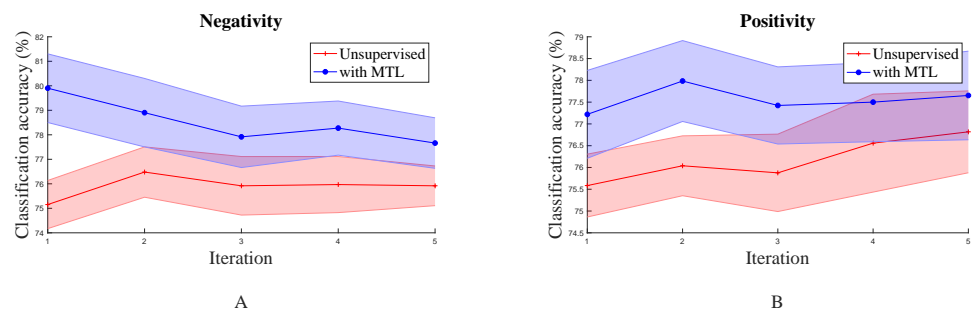 Negativity
Classification accuracy (%)
82
81
80
79
78
77
76
75
74
1 2 3 4 5
Iteration
Unsupervised
with MTL
A
Positivity
Classification accuracy (%)
79
78.5
78
77.5
77
76.5
76
75.5
75
74.5
1 2 3 4 5
Iteration
Unsupervised
with MTL
B